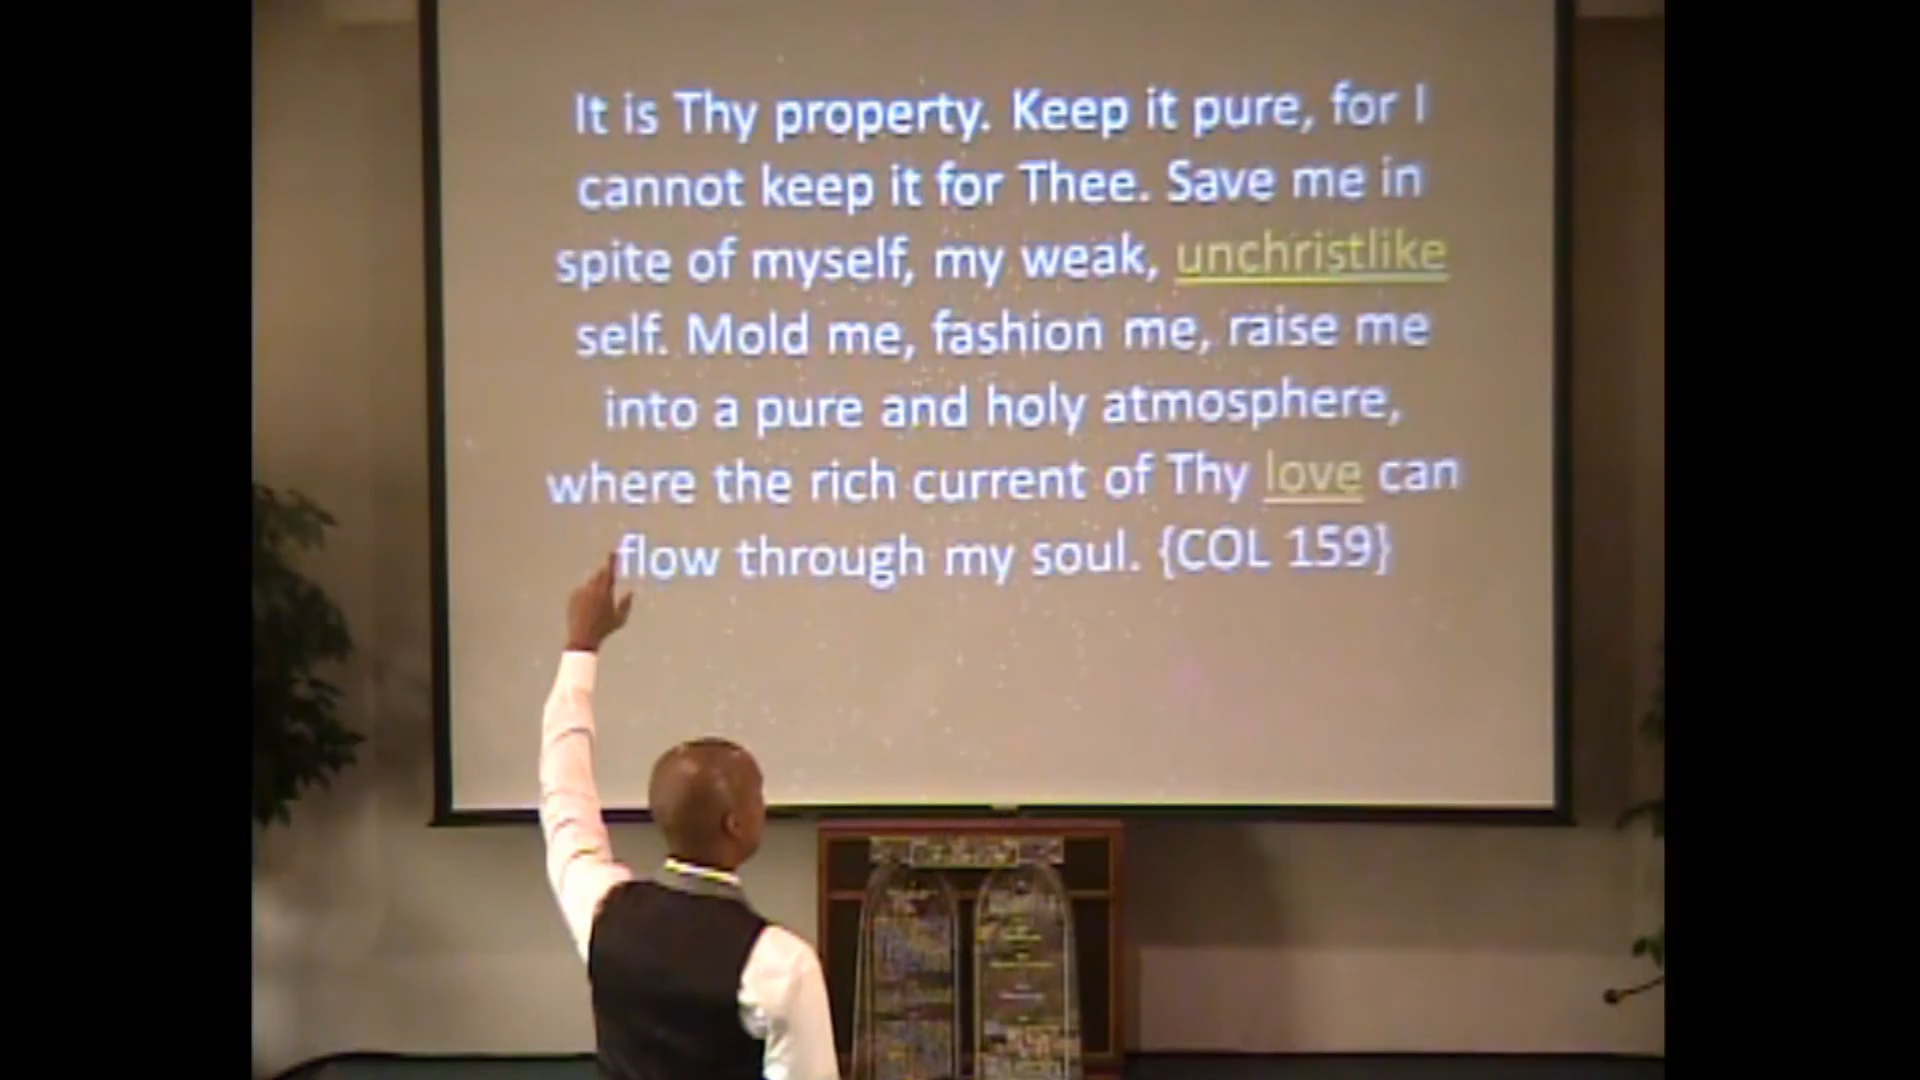 It is Thy property. Keep it pure, for I
cannot keep it for Thee. Save me in
spite of myself, my weak, unchristlike
self. Mold me, fashion me, raise me
into a pure and holy atmosphere,
where the rich current of Thy love can
flow through my soul. {COL 159}